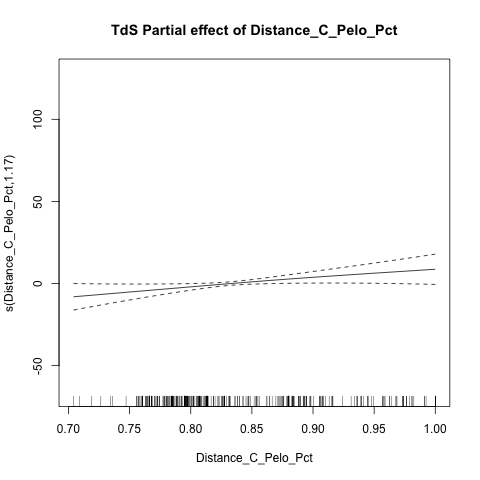 TdS Partial effect of Distance_C_Pelo_Pct
s(Distance_C_Pelo_Pct,1.17)
100
50
0
-50
0.70 0.75 0.80 0.85 0.90 0.95 1.00
Distance_C_Pelo_Pct